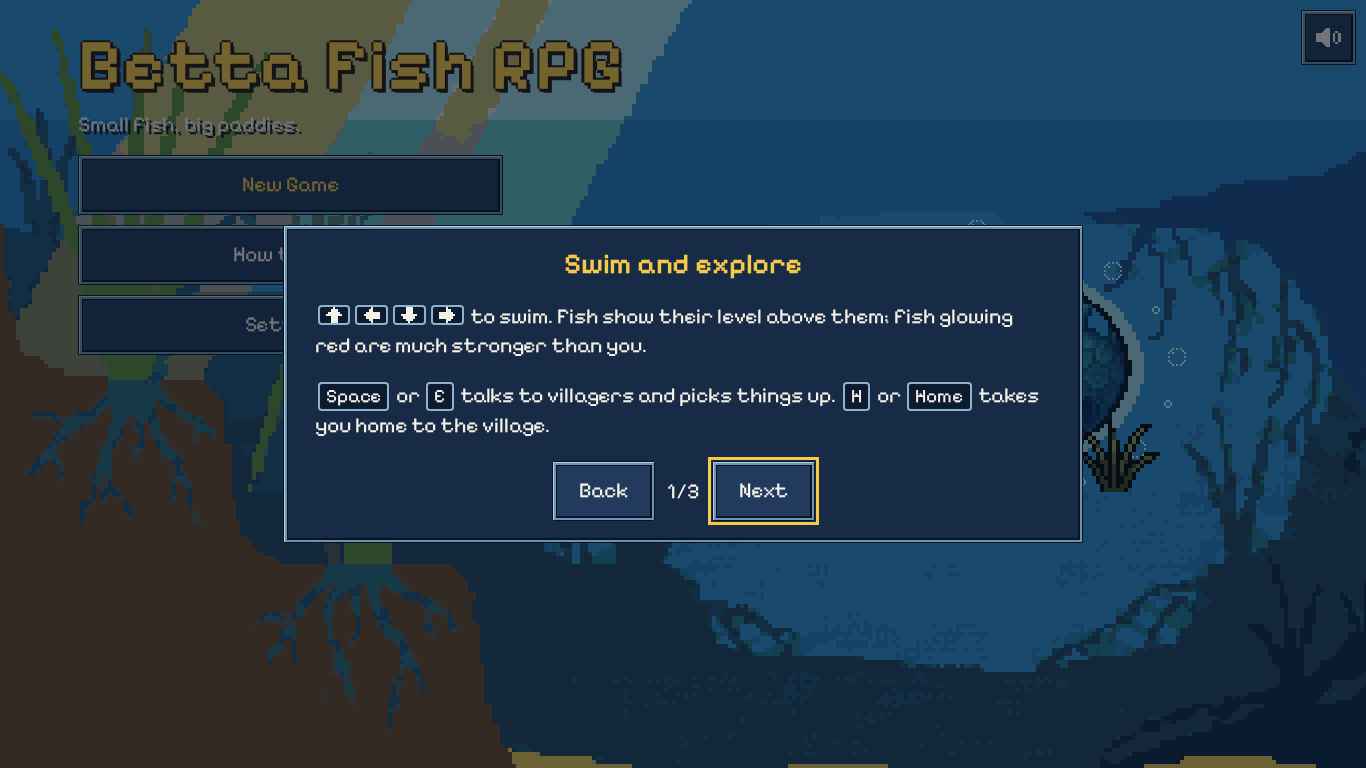 Betta Fish RPG
Small fish, big paddies.
New Game
How t
Set
Swim and explore
to swim. Fish show their level above them; fish glowing
red are much stronger than you.
Space or E talks to villagers and picks things up. H or Home takes
you home to the village.
Back 1/3 Next